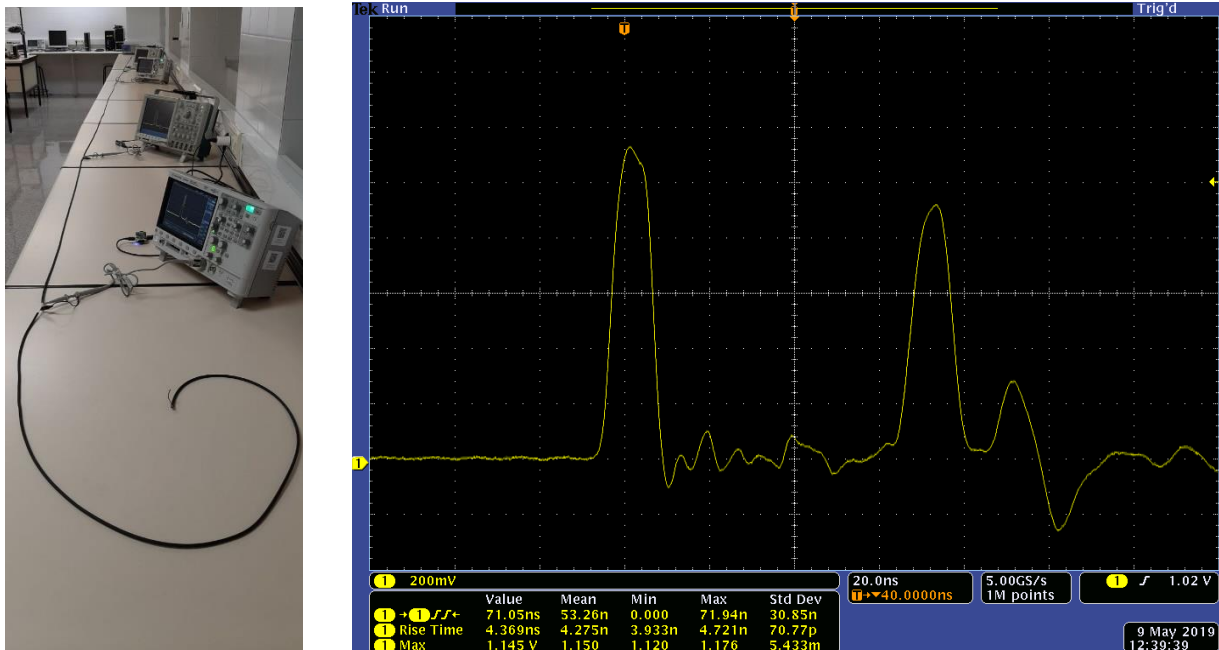 Tek Run Trig'd
T
T
1
1 200mV
20.0ns
T→▼40.0000ns
5.00GS/s
1M points
1 ∫ 1.02 V
Value Mean Min Max Std Dev
1 →1 ∫∫← 71.05ns 53.26n 0.000 71.94n 30.85n
1 Rise Time 4.369ns 4.275n 3.933n 4.721n 70.77p
1 Max 1.145 V 1.150 1.120 1.176 5.433m
9 May 2019
12:39:39